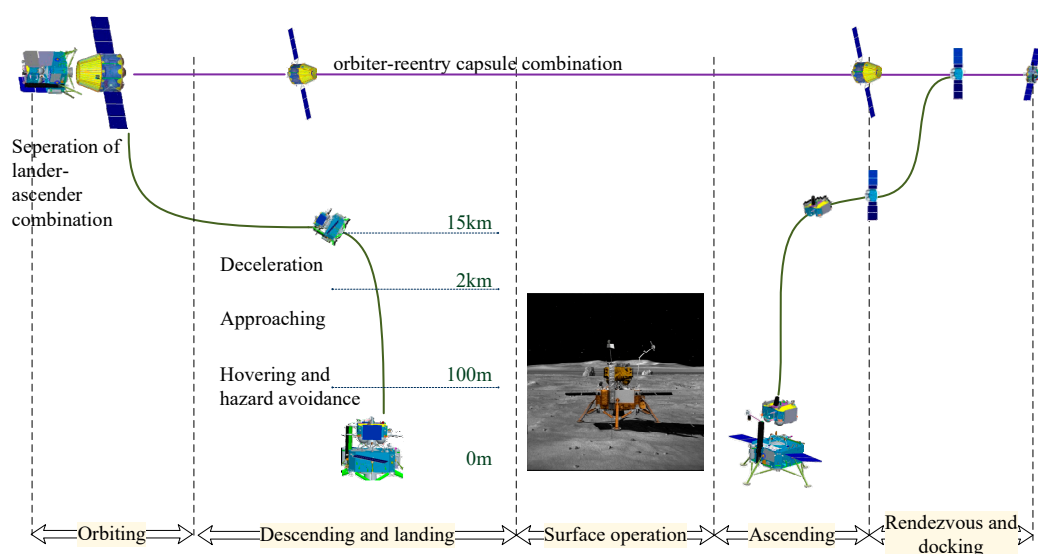 orbiter-reentry capsule combination
Seperation of
lander-
ascender
combination
15km
Deceleration
2km
Approaching
Hovering and
hazard avoidance
100m
0m
Orbiting
Descending and landing
Surface operation
Ascending
Rendezvous and
docking